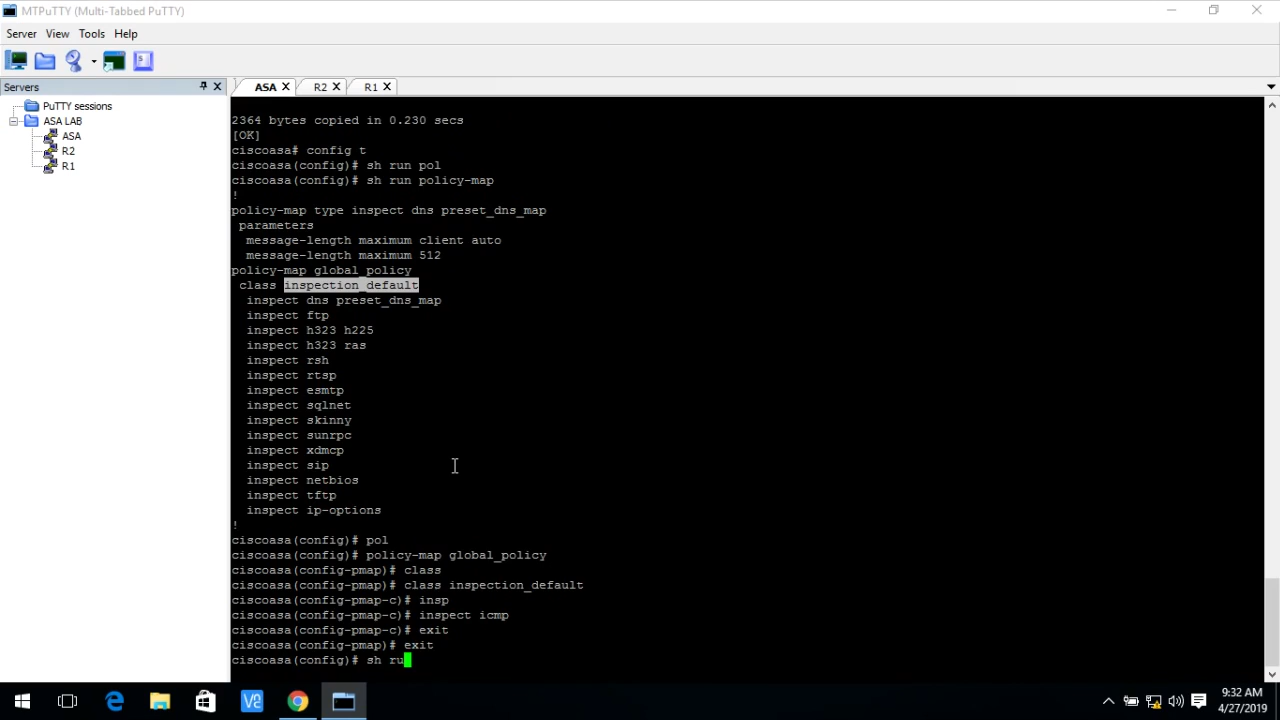 MTPuTTY (Multi-Tabbed PuTTY)
Server View Tools Help
Servers
ASA
R2
R1
PuTTY sessions
ASA LAB
ASA
R2
R1
2364 bytes copied in 0.230 secs
[OK]
ciscoasa# config t
ciscoasa(config)# sh run pol
ciscoasa(config)# sh run policy-map
!
policy-map type inspect dns preset_dns_map
parameters
message-length maximum client auto
message-length maximum 512
policy-map global_policy
class inspection_default
inspect dns preset_dns_map
inspect ftp
inspect h323 h225
inspect h323 ras
inspect rsh
inspect rtsp
inspect esmtp
inspect sqlnet
inspect skinny
inspect sunrpc
inspect xdmcp
inspect sip
inspect netbios
inspect tftp
inspect ip-options
!
ciscoasa(config)# pol
ciscoasa(config)# policy-map global_policy
ciscoasa(config-pmap)# class
ciscoasa(config-pmap)# class inspection_default
ciscoasa(config-pmap-c)# insp
ciscoasa(config-pmap-c)# inspect icmp
ciscoasa(config-pmap-c)# exit
ciscoasa(config-pmap)# exit
ciscoasa(config)# sh ru
9:32 AM
4/27/2019